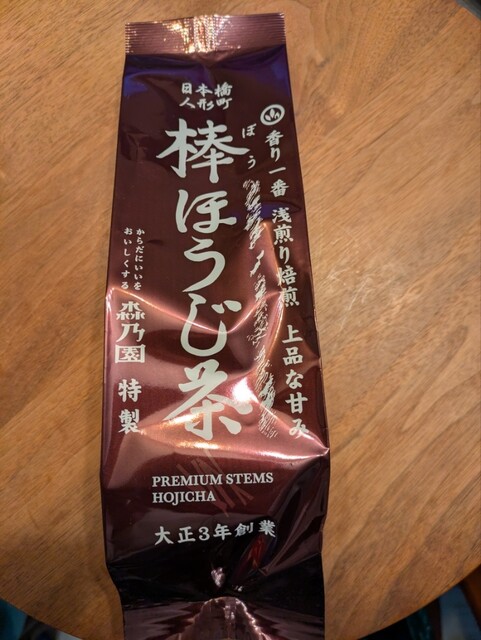 日本橋
人形町
香り一番 浅煎り焙煎 上品な甘み
棒ほうじ茶
ぼう
からだにいいを
おいしくする
森乃園 特製
PREMIUM STEMS
HOJICHA
大正3年創業